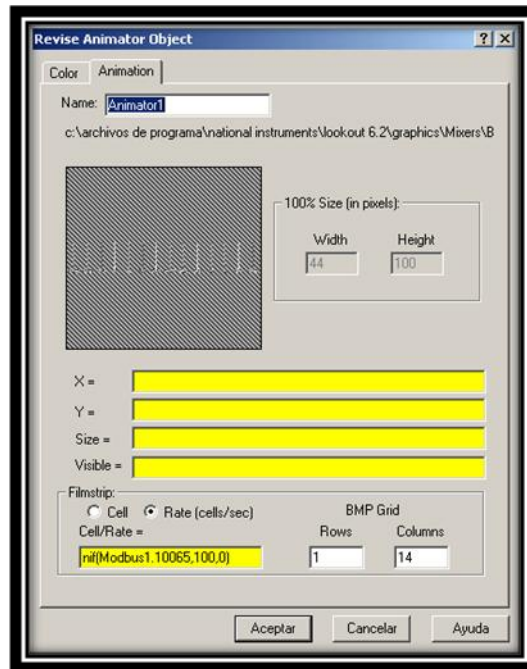 Revise Animator Object
Color Animation
Name: Animator1
c:\archivos de programa\national instruments\lookout 6.2\graphics\Mixers\B
100% Size (in pixels):
Width Height
44 100
X =
Y =
Size =
Visible =
Filmstrip:
Cell Rate (cells/sec) BMP Grid
Cell/Rate = Rows Columns
nif(Modbus1.10065,100,0) 1 14
Aceptar Cancelar Ayuda